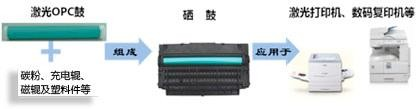 激光OPC鼓
硒 鼓
激光打印机、数码复印机等
组成
应用于
碳粉、充电辊、
磁辊及塑料件等